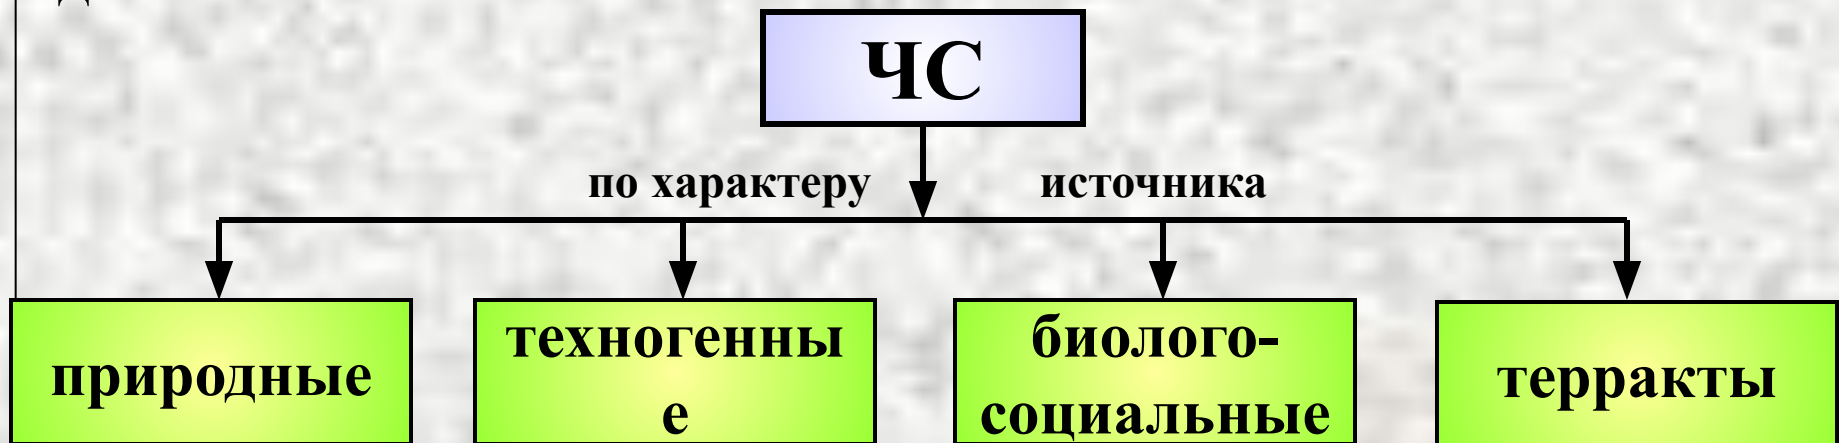 ЧС
по характеру источника
природные
техногенны
е
биолого-
социальные
терракты